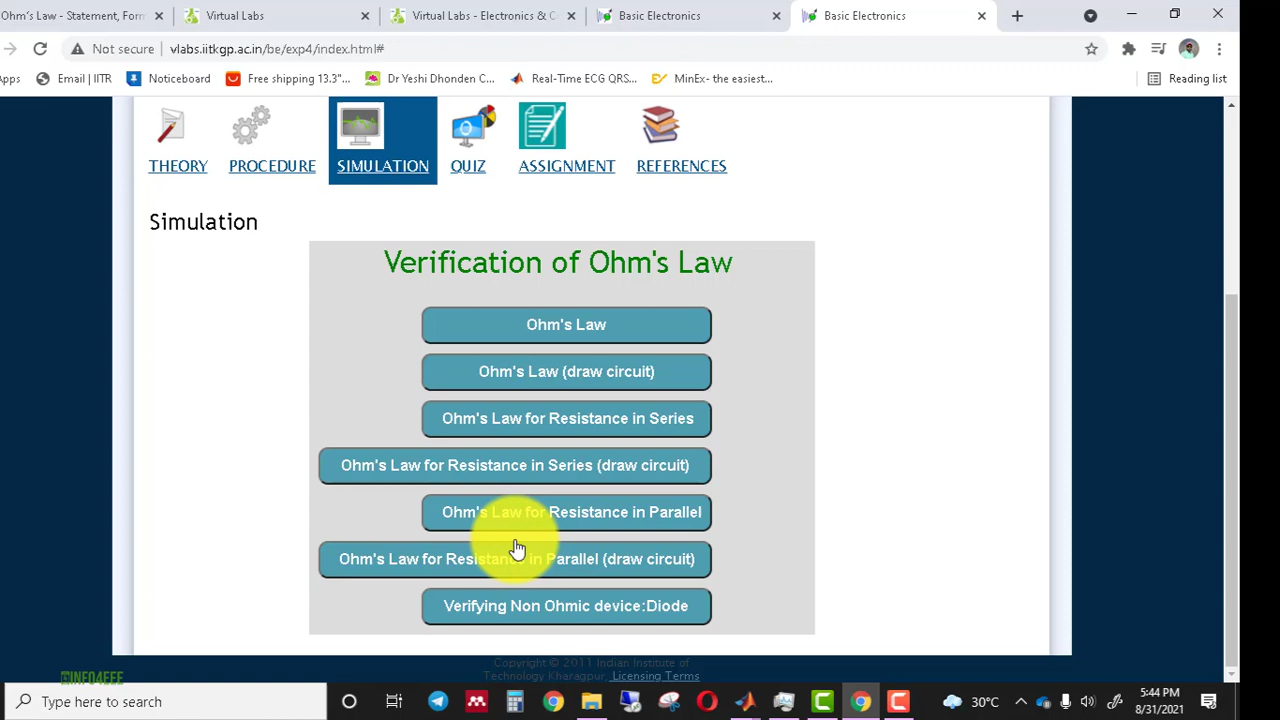 Ohm's Law - Statement, Form
Virtual Labs
Virtual Labs - Electronics & C
Basic Electronics
Basic Electronics
Not secure
vlabs.iitkgp.ac.in/be/exp4/index.html#
Apps
Email | IITR
Noticeboard
Free shipping 13.3"...
Dr Yeshi Dhonden C...
Real-Time ECG QRS...
MinEx- the easiest...
Reading list
THEORY
PROCEDURE
SIMULATION
QUIZ
ASSIGNMENT
REFERENCES
Simulation
Verification of Ohm's Law
Ohm's Law
Ohm's Law (draw circuit)
Ohm's Law for Resistance in Series
Ohm's Law for Resistance in Series (draw circuit)
Ohm's Law for Resistance in Parallel
Ohm's Law for Resistance in Parallel (draw circuit)
Verifying Non Ohmic device:Diode
Copyright © 2011 Indian Institute of
Technology Kharagpur, Licensing Terms
INFO4EEE
Type here to search
30°C
5:44 PM
8/31/2021